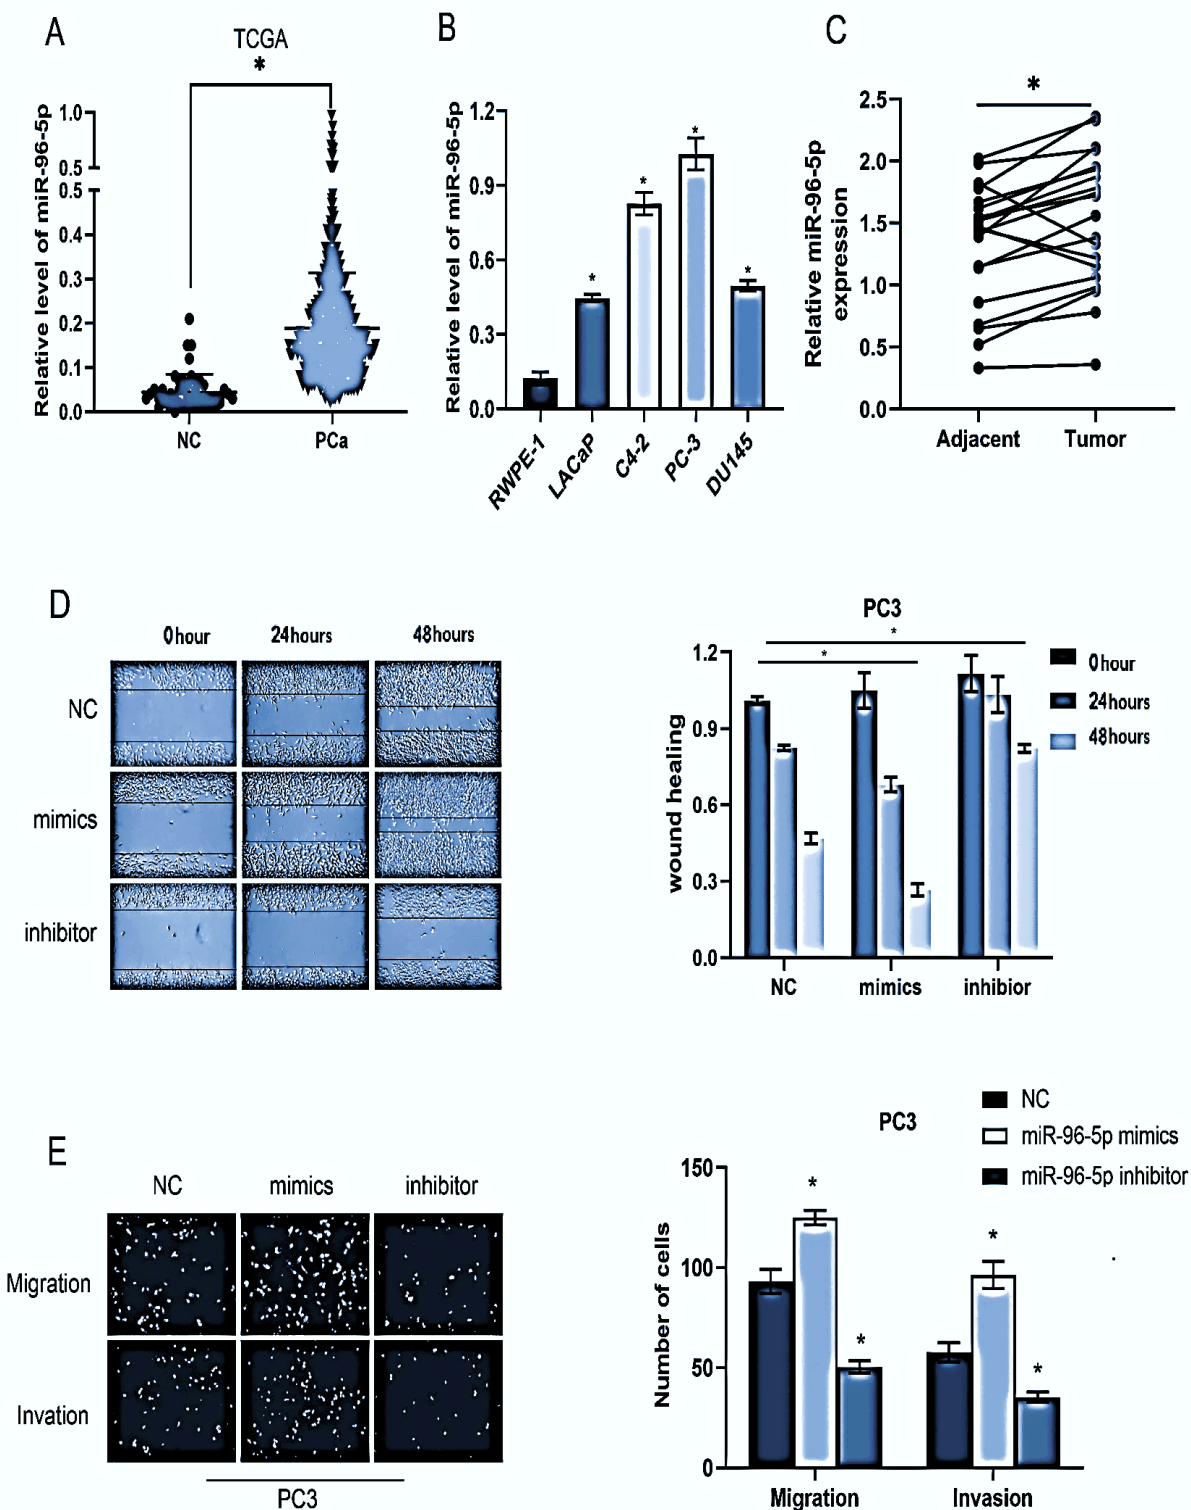 A
TCGA
*
Relative level of miR-96-5p
1.0
0.5
0.5
0.4
0.3
0.2
0.1
0.0
NC
PCa
B
Relative level of miR-96-5p
1.2
0.9
0.6
0.3
0.0
*
*
*
*
RWPE-1
LACaP
C4-2
PC-3
DU145
C
*
Relative miR-96-5p
expression
2.5
2.0
1.5
1.0
0.5
0.0
Adjacent
Tumor
D
0hour
24hours
48hours
NC
mimics
inhibitor
PC3
*
*
wound healing
1.2
0.9
0.6
0.3
0.0
NC
mimics
inhibior
0hour
24hours
48hours
E
NC
mimics
inhibitor
Migration
Invation
PC3
PC3
NC
miR-96-5p mimics
miR-96-5p inhibitor
Number of cells
150
100
50
0
*
*
*
*
Migration
Invasion